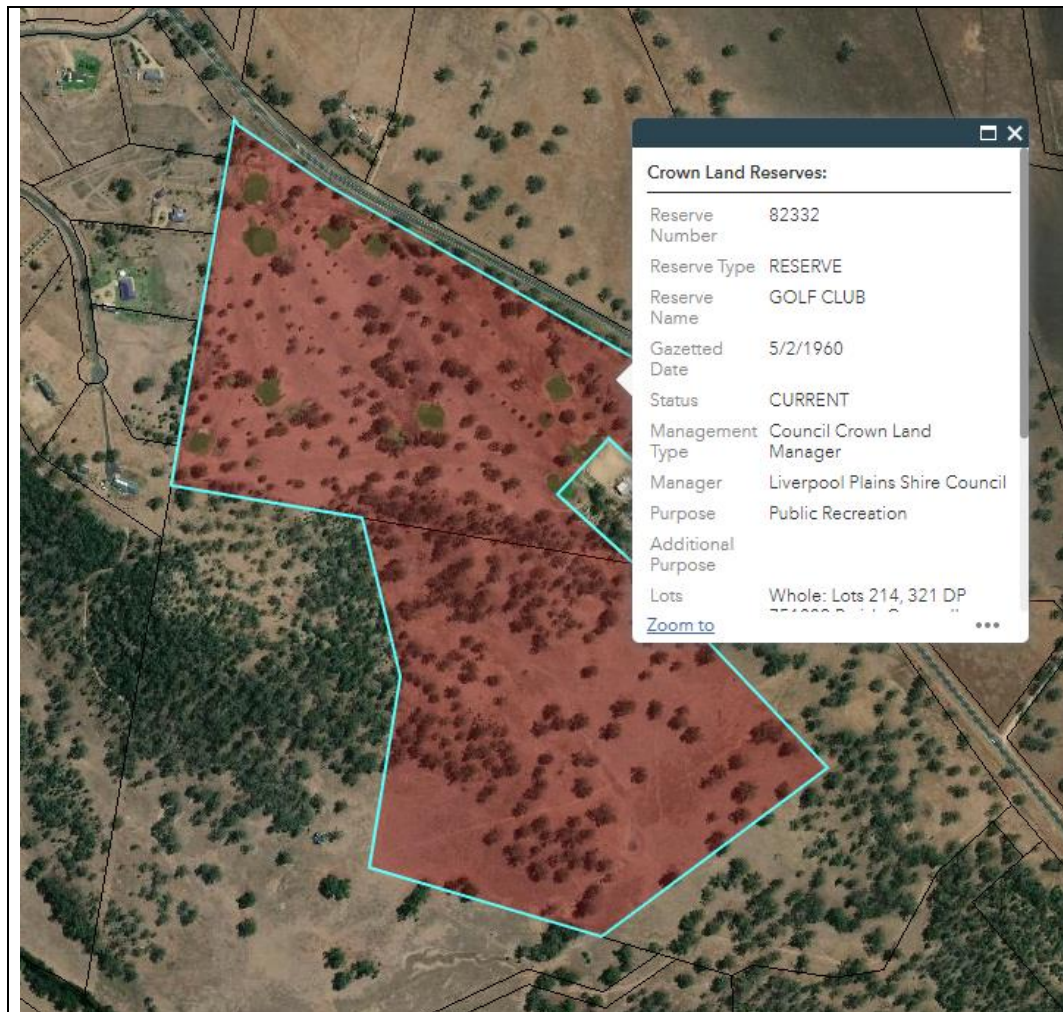 Crown Land Reserves:
Reserve Number 82332
Reserve Type RESERVE
Reserve Name GOLF CLUB
Gazetted Date 5/2/1960
Status CURRENT
Management Type Council Crown Land Manager
Manager Liverpool Plains Shire Council
Purpose Public Recreation
Additional Purpose
Lots Whole: Lots 214, 321 DP
Zoom to